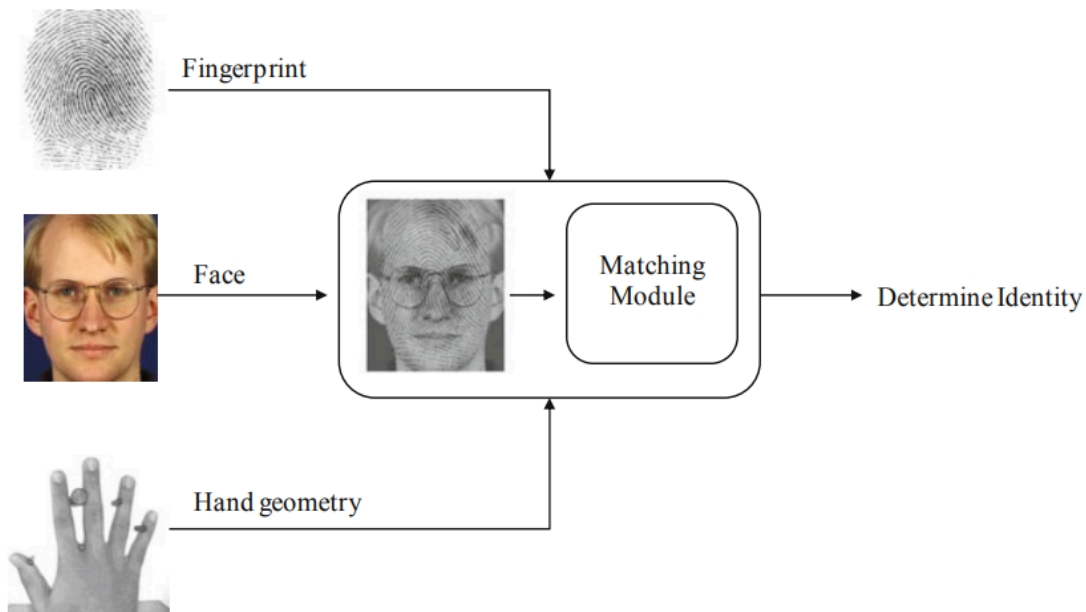 Fingerprint
Face
Matching
Module
Determine Identity
Hand geometry